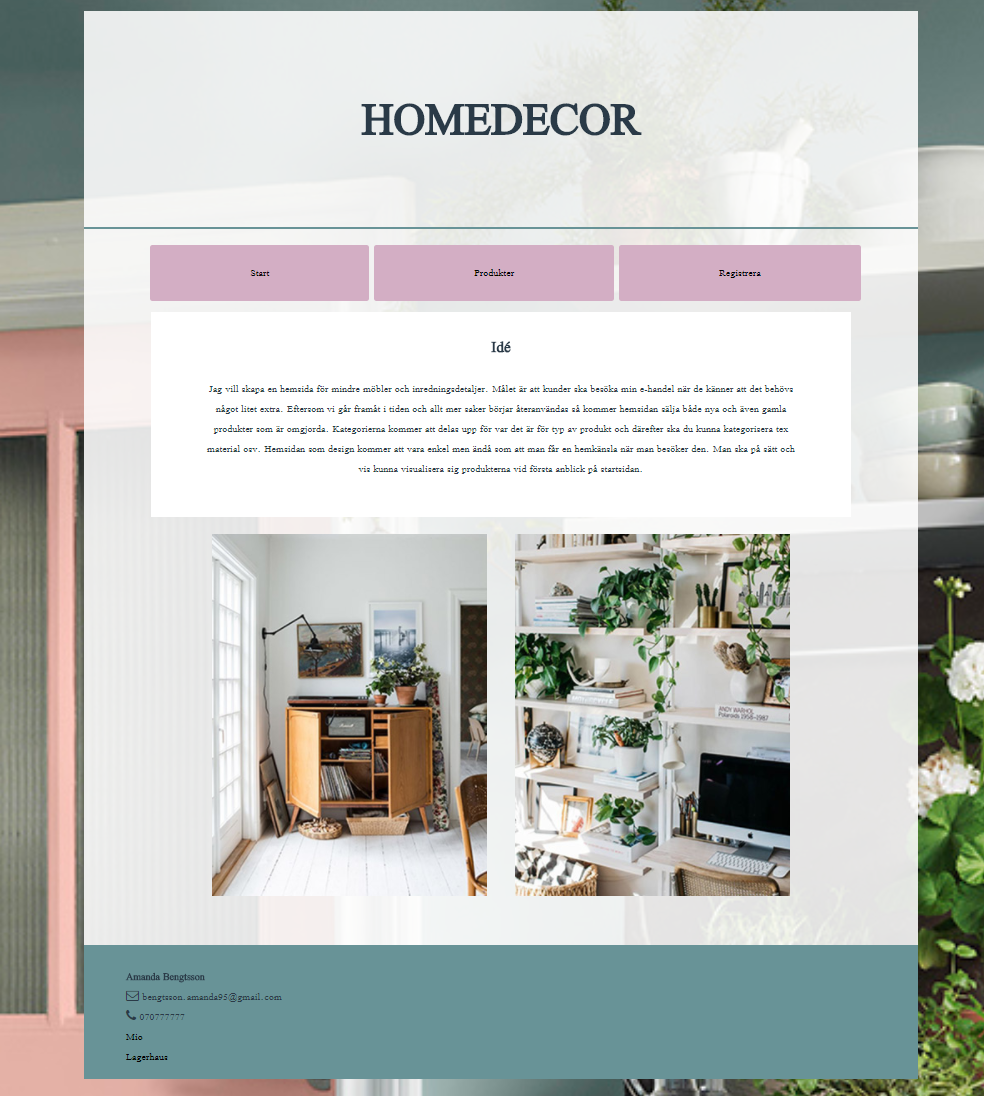 HOMEDECOR
Start
Produkter
Registrera
Idé
Jag vill skapa en hemsida för mindre möbler och inredningsdetaljer. Målet är att kunder ska besöka min e-handel när de känner att det behövs
något litet extra. Eftersom vi går framåt i tiden och allt mer saker börjar återanvändas så kommer hemsidan sälja både nya och även gamla
produkter som är omgjorda. Kategorierna kommer att delas upp för var det är för typ av produkt och därefter ska du kunna kategorisera tex
material osv. Hemsidan som design kommer att vara enkel men ändå som att man får en hemkänsla när man besöker den. Man ska på sätt och
vis kunna visualisera sig produkterna vid första anblick på startsidan.
ANDY WARHOL
Polaroids 1958-1987
Amanda Bengtsson
bengtsson.amanda95@gmail.com
070777777
Mio
Lagerhaus